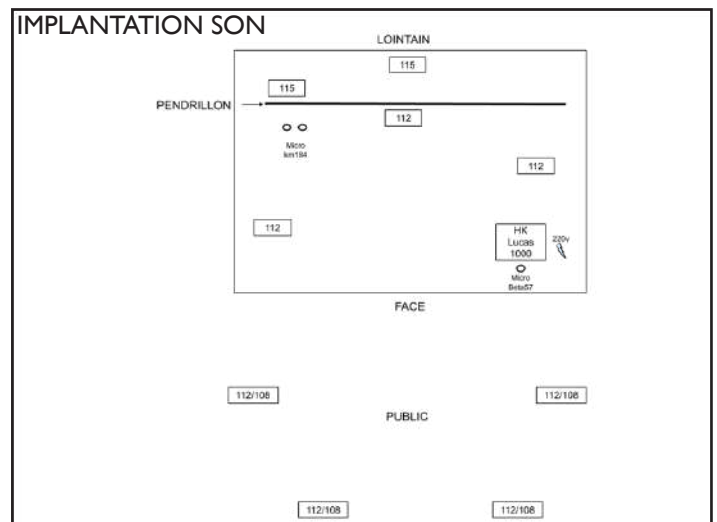 IMPLANTATION SON
LOINTAIN
115
115
PENDRILLON
112
Micro
km184
112
112
HK
Lucas
1000
220v
Micro
Beta57
FACE
112/108
112/108
PUBLIC
112/108
112/108